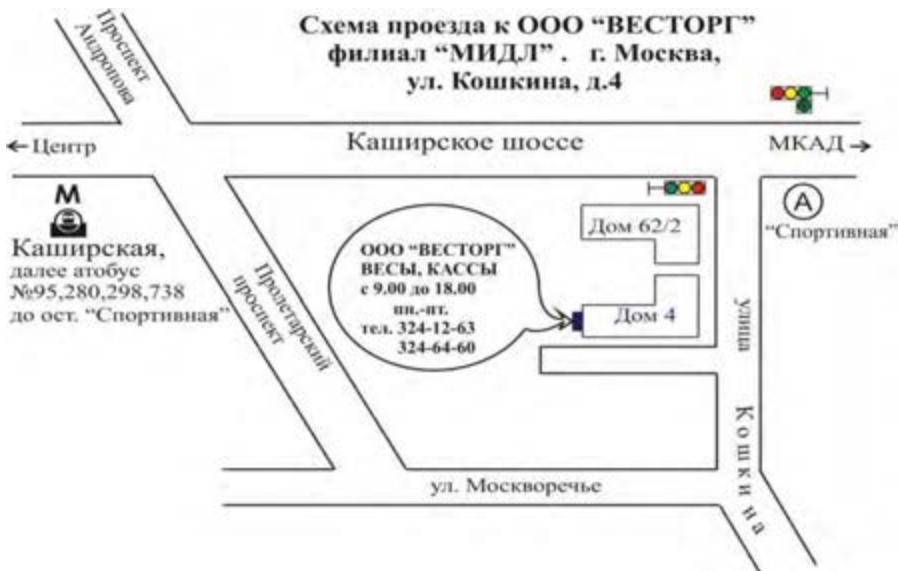 Схема проезда к ООО “ВЕСТОРГ”
филиал “МИДЛ” . г. Москва,
ул. Кошкина, д.4
Проспект
Андропова
Центр
Каширское шоссе
МКАД
М
Каширская,
далее атобус
№95,280,298,738
до ост. “Спортивная”
А
“Спортивная”
Дом 62/2
ООО “ВЕСТОРГ”
ВЕСЫ, КАССЫ
с 9.00 до 18.00
пн.-пт.
тел. 324-12-63
324-64-60
Дом 4
Пролетарский
проспект
улица Кошкина
ул. Москворечье